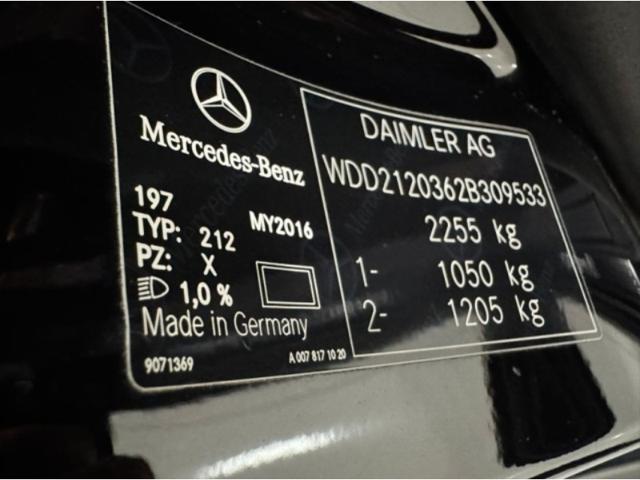 Mercedes-Benz
197
TYP: 212 MY2016
PZ: X
1,0 %
Made in Germany
9071369 A 007 817 10 20
DAIMLER AG
WDD2120362B309533
2255 kg
1- 1050 kg
2- 1205 kg